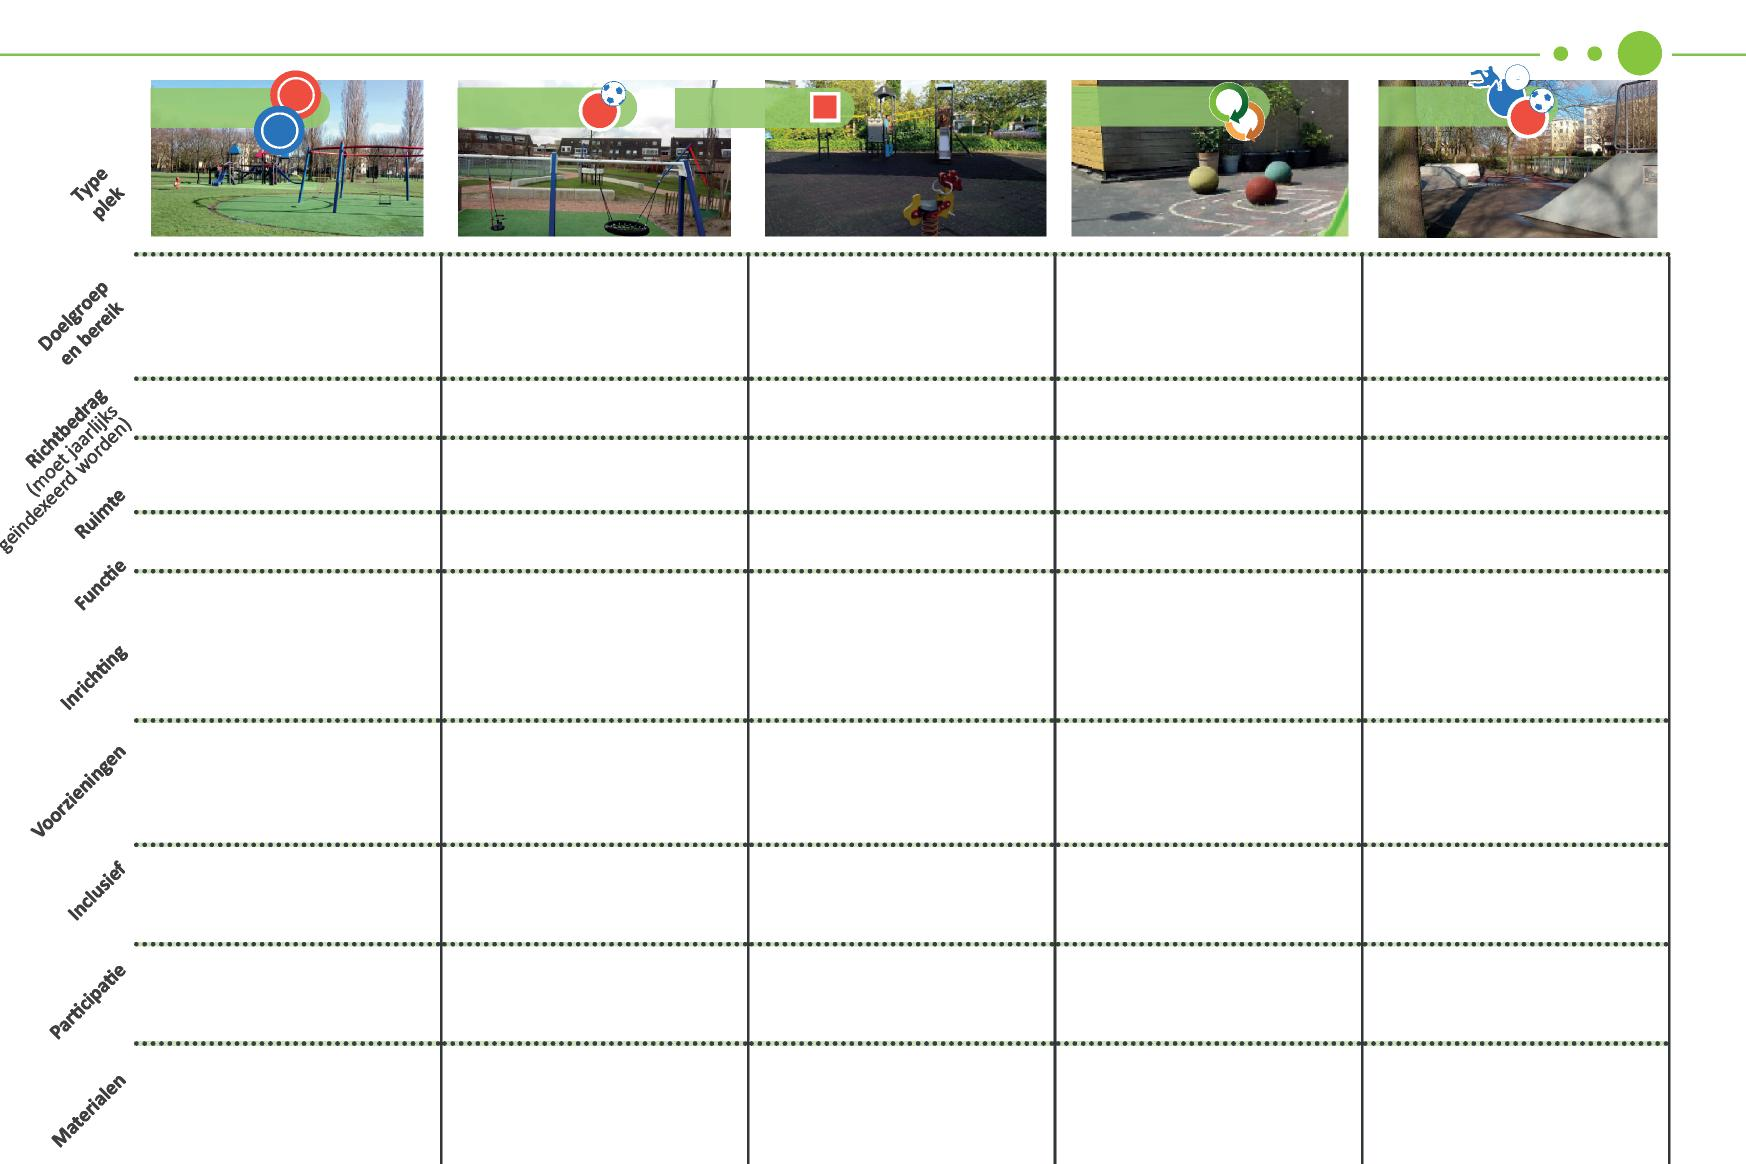 Type
plek
Doelgroep
en bereik
Richtbedrag
(moet jaarlijks
geïndexeerd worden)
Ruimte
Functie
Inrichting
Voorzieningen
Inclusief
Participatie
Materialen